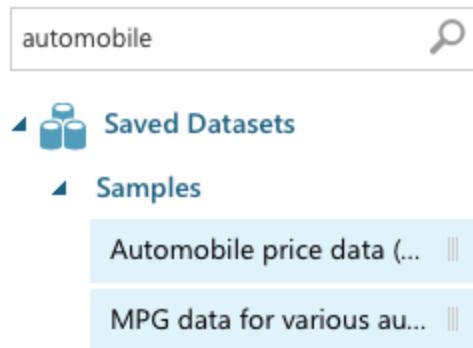 automobile
Saved Datasets
Samples
Automobile price data (...
MPG data for various au...